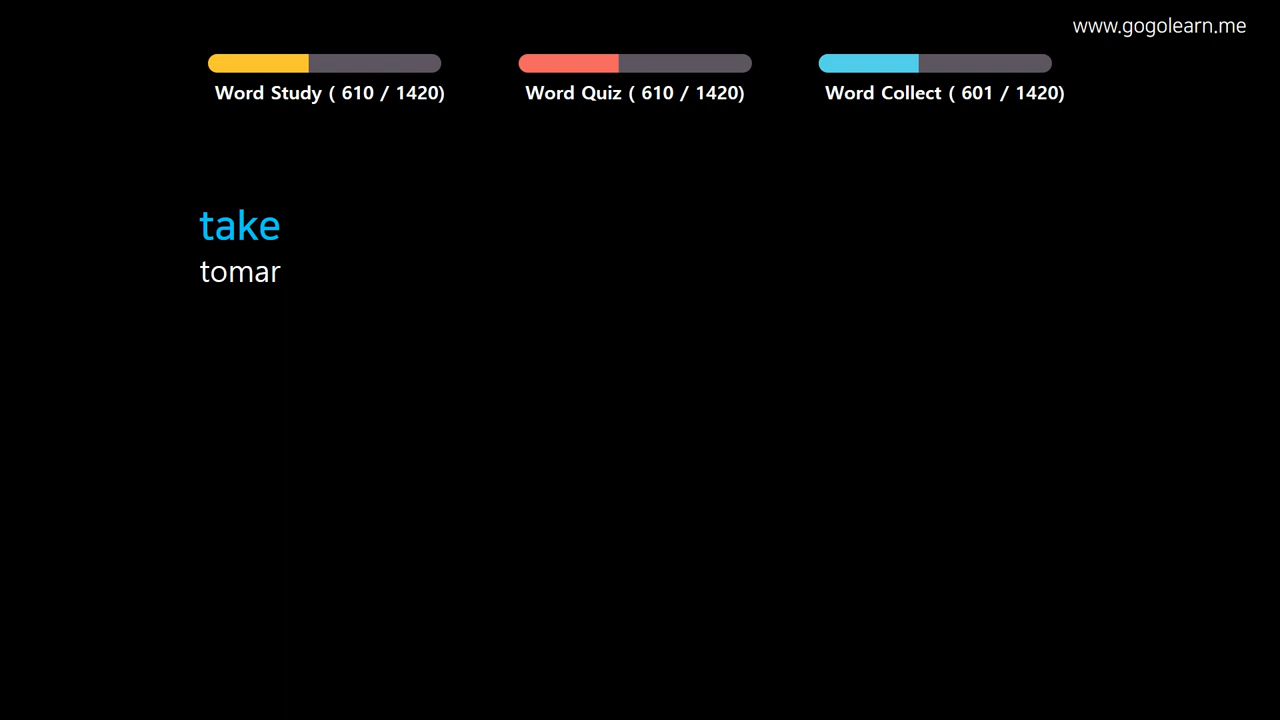 www.gogolearn.me
Word Study ( 610 / 1420)
Word Quiz ( 610 / 1420)
Word Collect ( 601 / 1420)
take
tomar